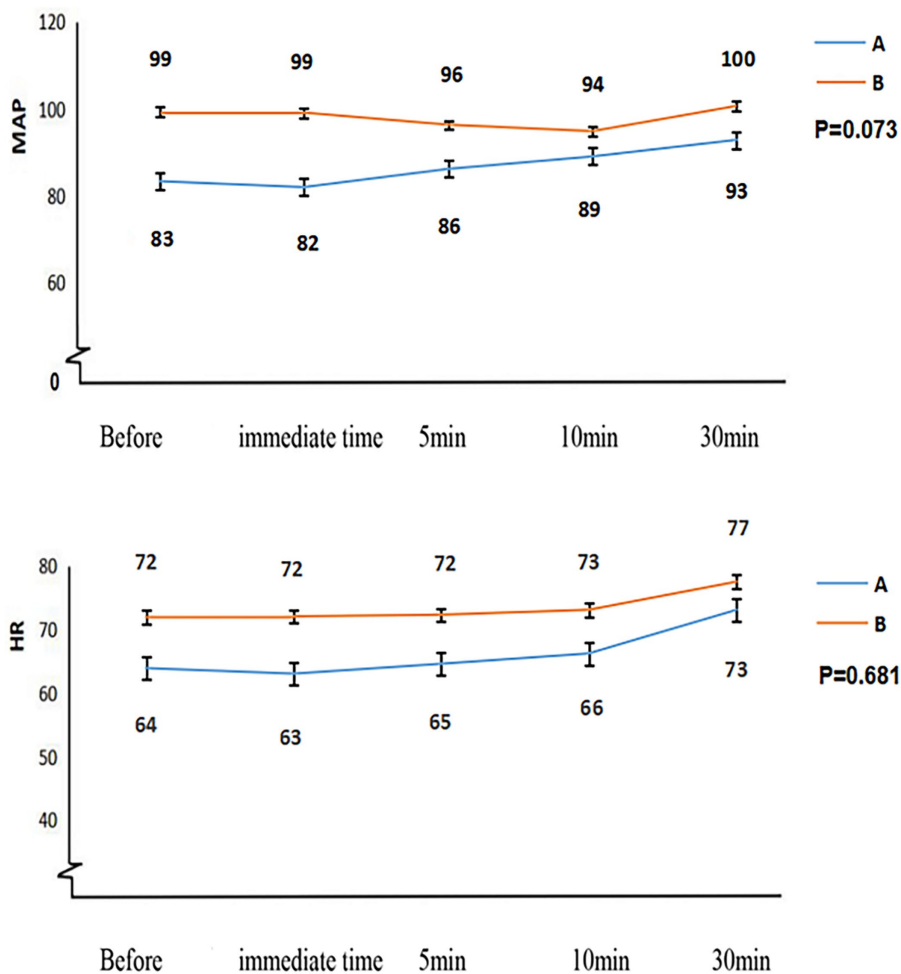 120
99 99 96 94 100
A
B
P=0.073
100
MAP
80
83 82 86 89 93
60
0
Before immediate time 5min 10min 30min
77
72 72 72 73
80
A
B
P=0.681
70
HR
60
64 63 65 66 73
50
40
Before immediate time 5min 10min 30min